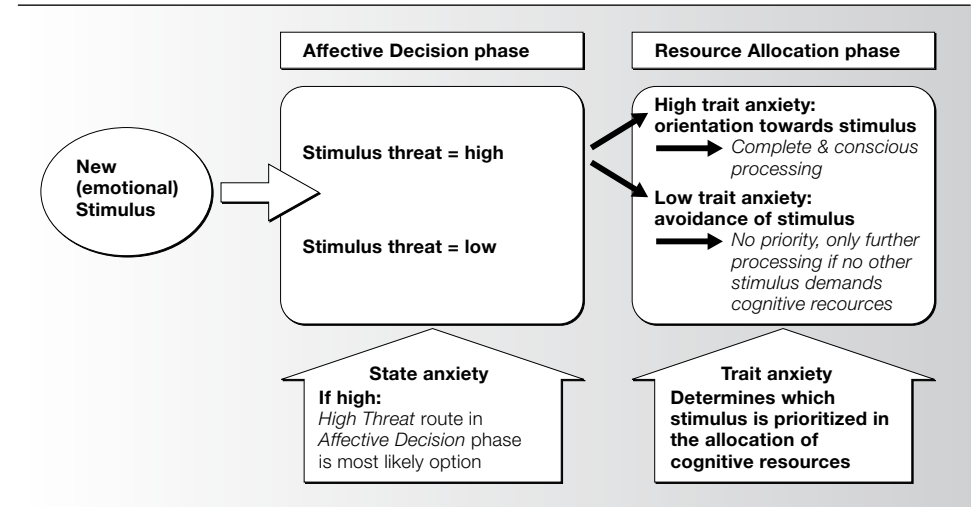 Affective Decision phase
Resource Allocation phase
New
(emotional)
Stimulus
Stimulus threat = high
Stimulus threat = low
High trait anxiety:
orientation towards stimulus
Complete & conscious
processing
Low trait anxiety:
avoidance of stimulus
No priority, only further
processing if no other
stimulus demands
cognitive recources
State anxiety
If high:
High Threat route in
Affective Decision phase
is most likely option
Trait anxiety
Determines which
stimulus is prioritized in
the allocation of
cognitive resources